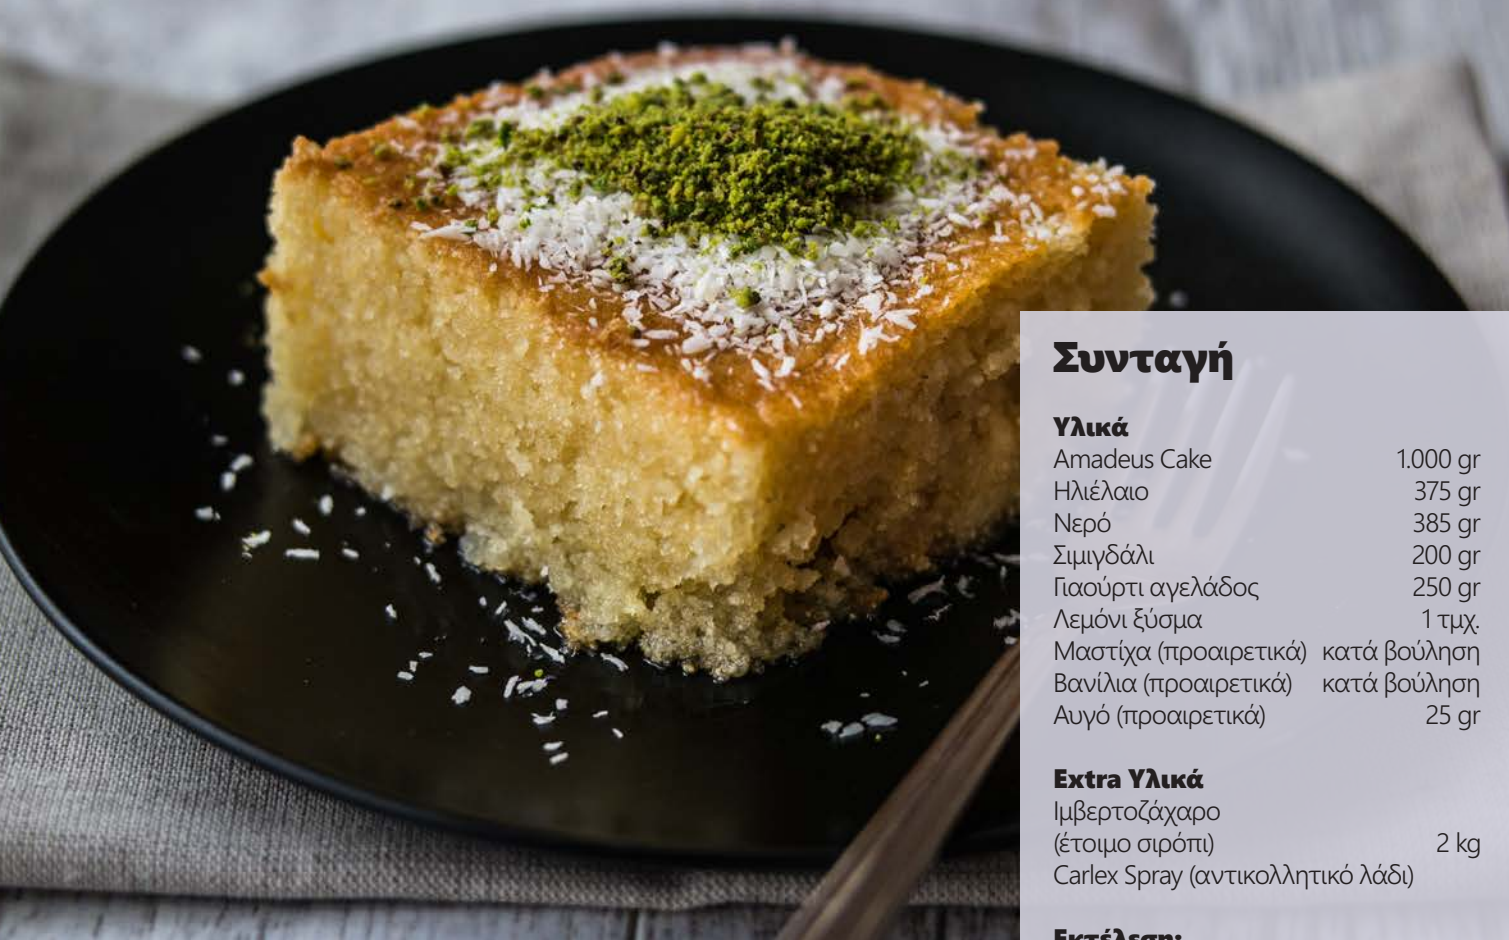 Συνταγή
Υλικά
Amadeus Cake 1.000 gr
Ηλιέλαιο 375 gr
Νερό 385 gr
Σιμιγδάλι 200 gr
Γιαούρτι αγελάδος 250 gr
Λεμόνι ξύσμα 1 τμχ.
Μαστίχα (προαιρετικά) κατά βούληση
Βανίλια (προαιρετικά) κατά βούληση
Αυγό (προαιρετικά) 25 gr
Extra Υλικά
Ιμβερτοζάχαρο
(έτοιμο σιρόπι) 2 kg
Carlex Spray (αντικολλητικό λάδι)
Εκτέλεση: